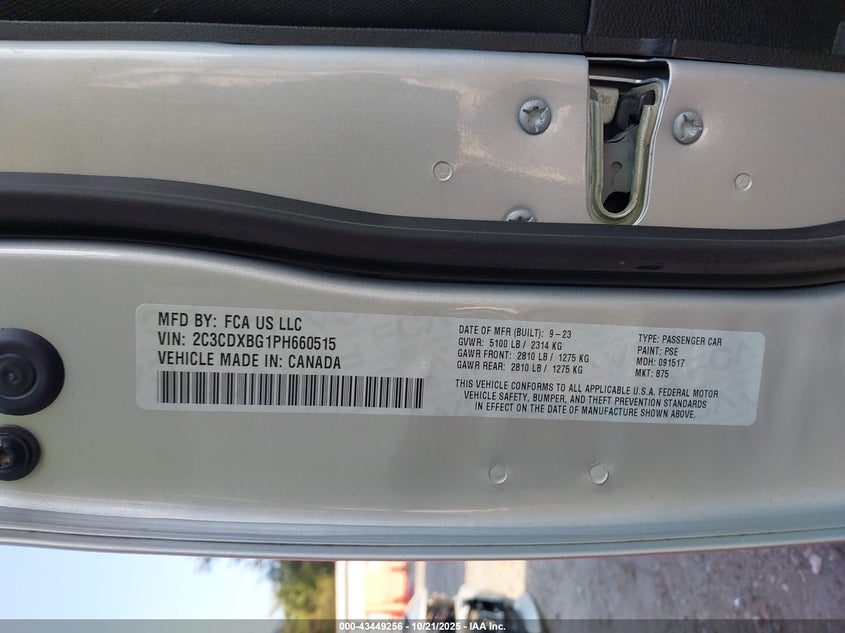 MFD BY: FCA US LLC
VIN: 2C3CDXBG1PH660515
VEHICLE MADE IN: CANADA
DATE OF MFR (BUILT): 9-23
GVWR: 5100 LB / 2314 KG
GAWR FRONT: 2810 LB / 1275 KG
GAWR REAR: 2810 LB / 1275 KG
TYPE: PASSENGER CAR
PAINT: PSE
MDH: 091517
MKT: 875
THIS VEHICLE CONFORMS TO ALL APPLICABLE U.S.A. FEDERAL MOTOR
VEHICLE SAFETY, BUMPER, AND THEFT PREVENTION STANDARDS
IN EFFECT ON THE DATE OF MANUFACTURE SHOWN ABOVE.
000-43449256 - 10/21/2025 - IAA Inc.